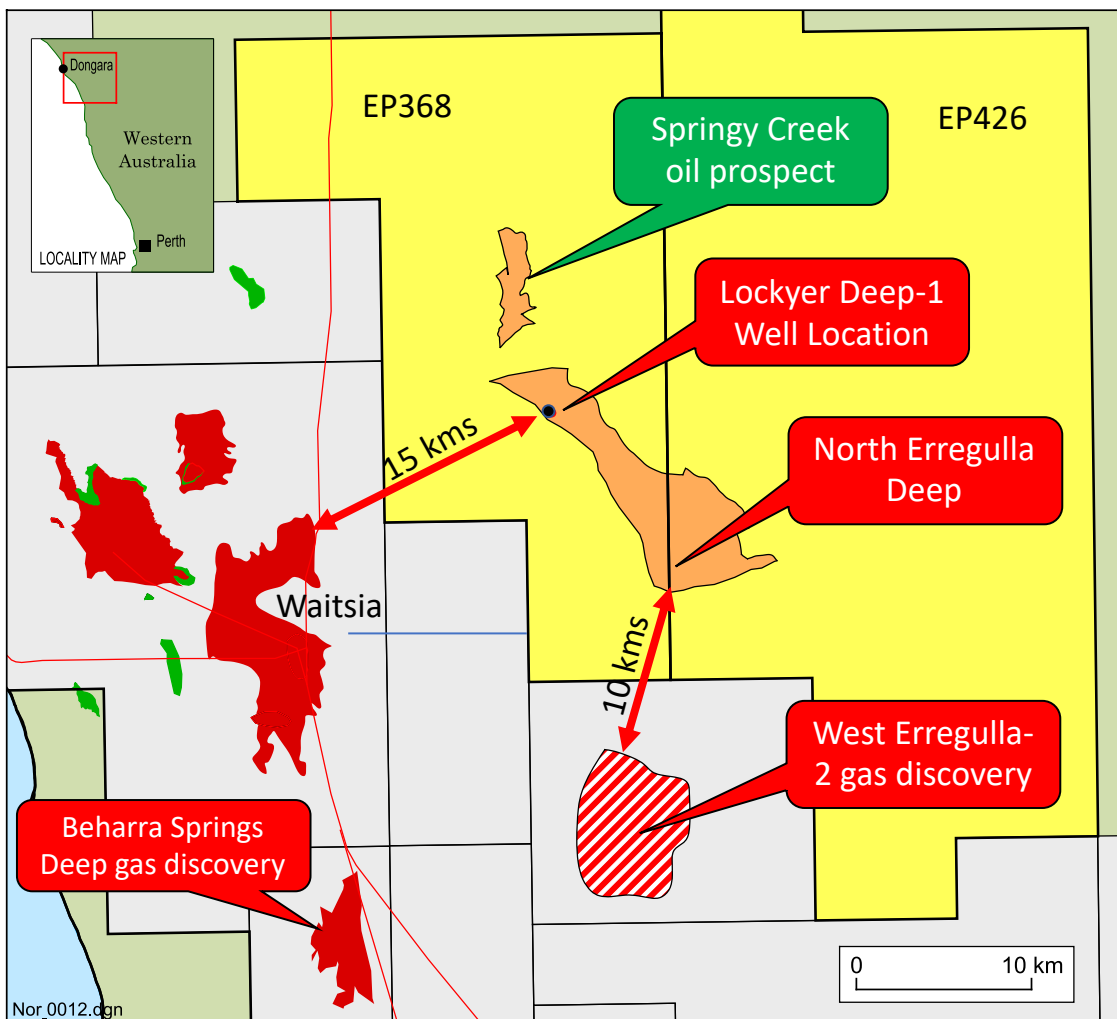 Dongara
Western
Australia
Perth
LOCALITY MAP
EP368
EP426
Springy Creek
oil prospect
Lockyer Deep-1
Well Location
15 kms
North Erregulla
Deep
Waitsia
10 kms
West Erregulla-
2 gas discovery
Beharra Springs
Deep gas discovery
0 10 km
Nor_0012.dgn